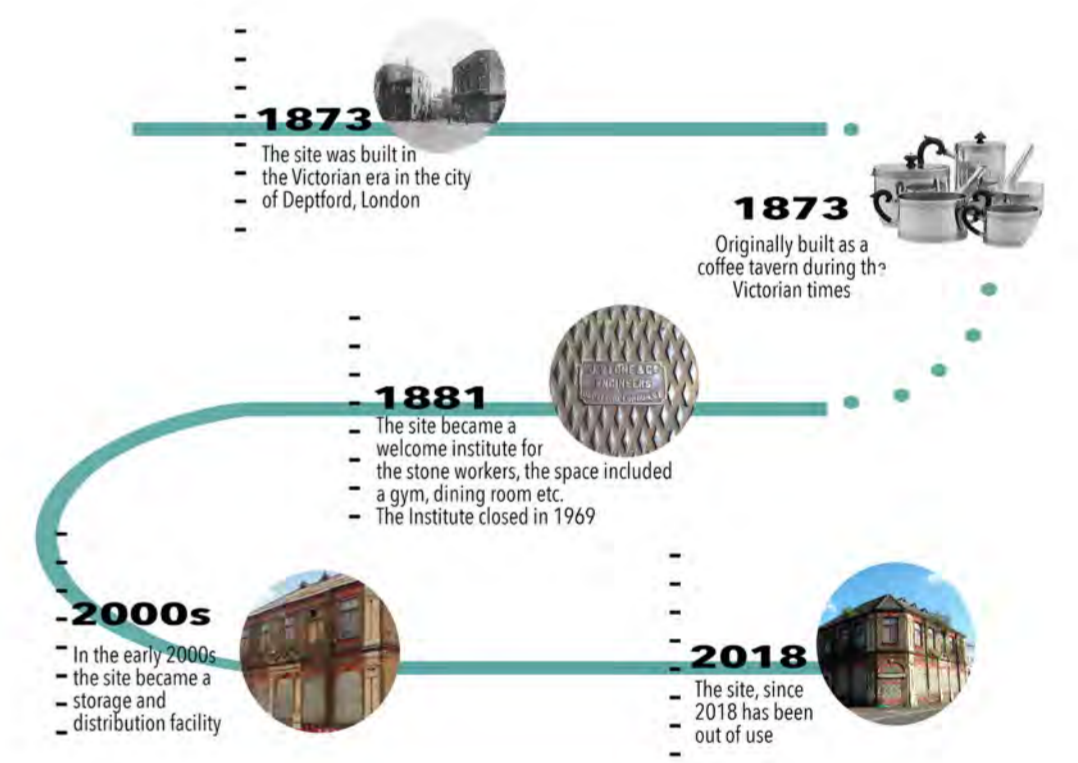 1873
The site was built in
the Victorian era in the city
of Deptford, London
1873
Originally built as a
coffee tavern during the
Victorian times
1881
The site became a
welcome institute for
the stone workers, the space included
a gym, dining room etc.
The Institute closed in 1969
ENGINEERS
2000s
In the early 2000s
the site became a
storage and
distribution facility
2018
The site, since
2018 has been
out of use